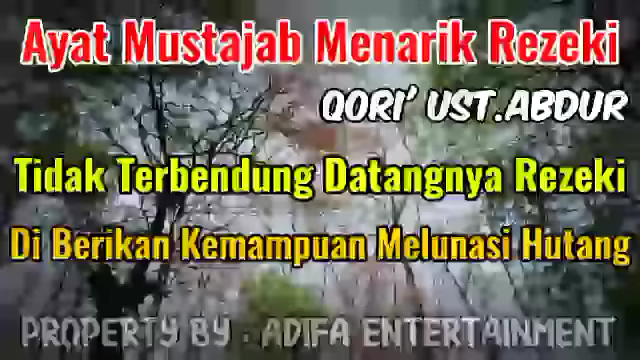 Ayat Mustajab Menarik Rezeki
QORI' UST.ABDUR
Tidak Terbendung Datangnya Rezeki
Di Berikan Kemampuan Melunasi Hutang
PROPERTY BY : ADIFA ENTERTAINMENT